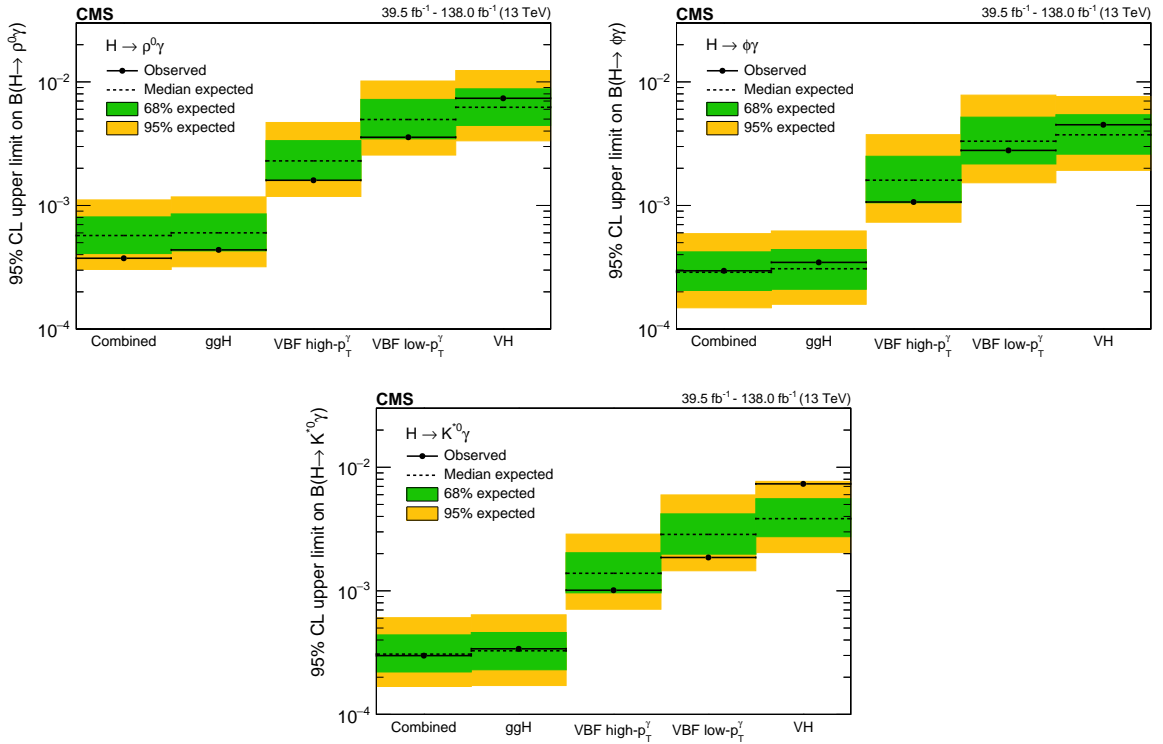 CMS
39.5 fb⁻¹ - 138.0 fb⁻¹ (13 TeV)
95% CL upper limit on B(H→ ρ⁰γ)
H → ρ⁰γ
Observed
Median expected
68% expected
95% expected
10⁻²
10⁻³
10⁻⁴
Combined ggH VBF high-p_T^γ VBF low-p_T^γ VH
CMS
39.5 fb⁻¹ - 138.0 fb⁻¹ (13 TeV)
95% CL upper limit on B(H→ ϕγ)
H → ϕγ
Observed
Median expected
68% expected
95% expected
10⁻²
10⁻³
10⁻⁴
Combined ggH VBF high-p_T^γ VBF low-p_T^γ VH
CMS
39.5 fb⁻¹ - 138.0 fb⁻¹ (13 TeV)
95% CL upper limit on B(H→ K*⁰γ)
H → K*⁰γ
Observed
Median expected
68% expected
95% expected
10⁻²
10⁻³
10⁻⁴
Combined ggH VBF high-p_T^γ VBF low-p_T^γ VH